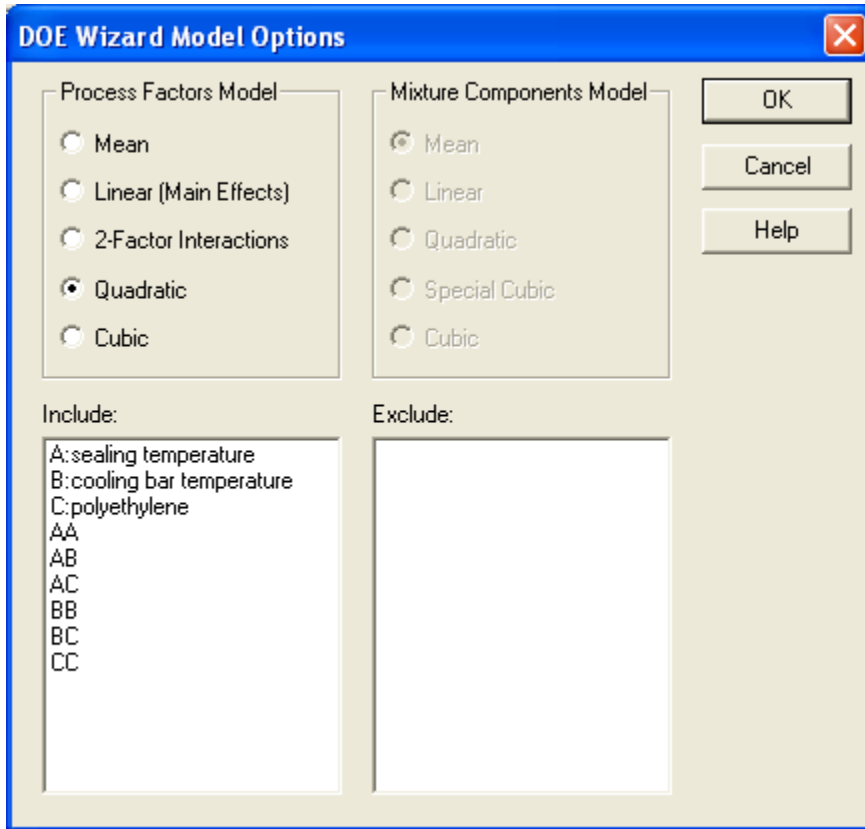 DOE Wizard Model Options
Process Factors Model
Mean
Linear (Main Effects)
2-Factor Interactions
Quadratic
Cubic
Mixture Components Model
Mean
Linear
Quadratic
Special Cubic
Cubic
OK
Cancel
Help
Include:
A:sealing temperature
B:cooling bar temperature
C:polyethylene
AA
AB
AC
BB
BC
CC
Exclude: